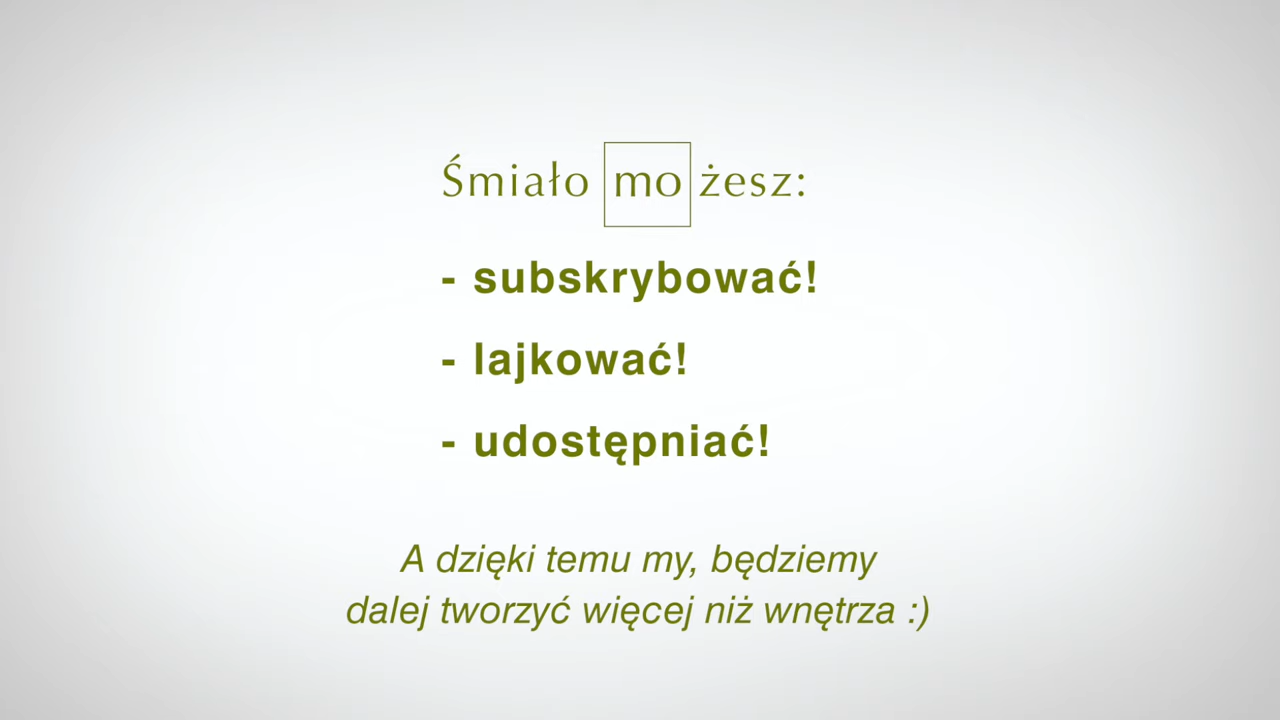 Śmiało możesz:
- subskrybować!
- lajkować!
- udostępniać!
A dzięki temu my, będziemy
dalej tworzyć więcej niż wnętrza :)